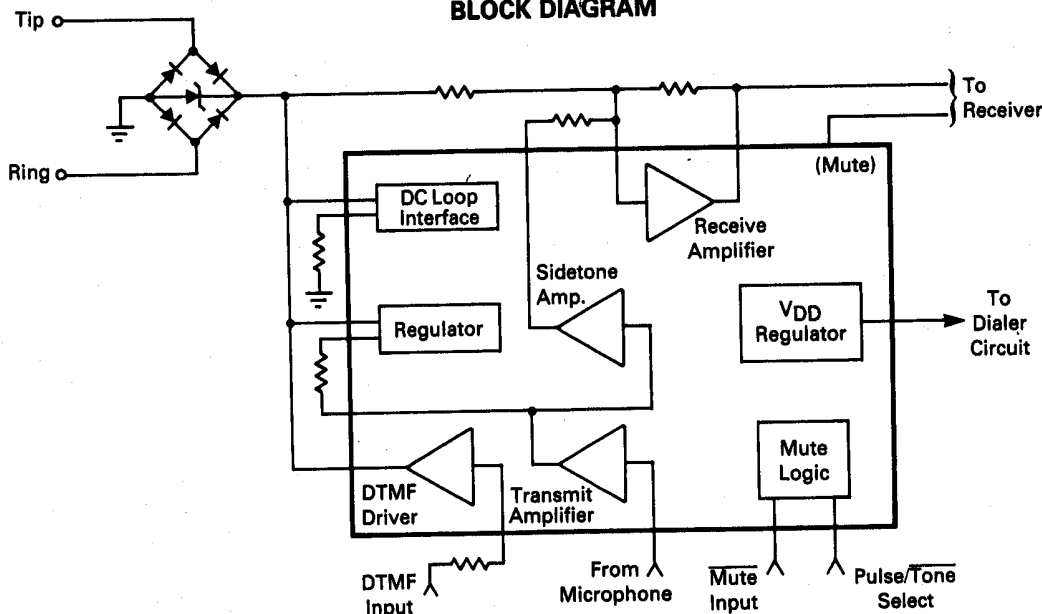 BLOCK DIAGRAM
Tip
To
Receiver
(Mute)
Ring
DC Loop
Interface
Receive
Amplifier
Sidetone
Amp.
VDD
Regulator
To
Dialer
Circuit
Regulator
Mute
Logic
DTMF
Driver
Transmit
Amplifier
DTMF
Input
From
Microphone
Mute
Input
Pulse/Tone
Select